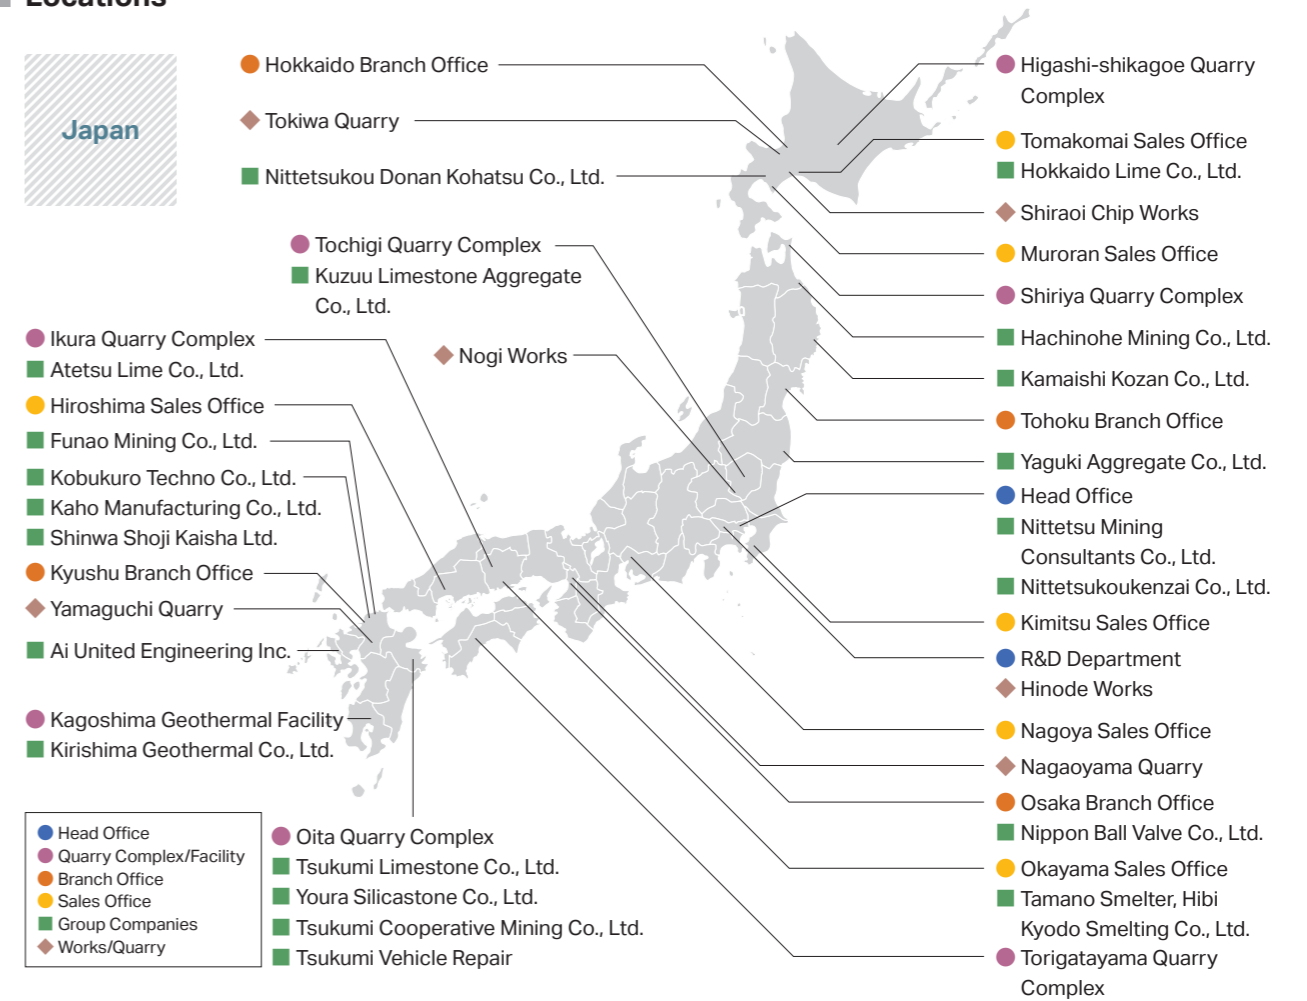 Locations
Japan
Hokkaido Branch Office
Tokiwa Quarry
Nittetsukou Donan Kohatsu Co., Ltd.
Tochigi Quarry Complex
Kuzuu Limestone Aggregate
Co., Ltd.
Nogi Works
Ikura Quarry Complex
Atetsu Lime Co., Ltd.
Hiroshima Sales Office
Funao Mining Co., Ltd.
Kobukuro Techno Co., Ltd.
Kaho Manufacturing Co., Ltd.
Shinwa Shoji Kaisha Ltd.
Kyushu Branch Office
Yamaguchi Quarry
Ai United Engineering Inc.
Kagoshima Geothermal Facility
Kirishima Geothermal Co., Ltd.
Head Office
Quarry Complex/Facility
Branch Office
Sales Office
Group Companies
Works/Quarry
Oita Quarry Complex
Tsukumi Limestone Co., Ltd.
Youra Silicastone Co., Ltd.
Tsukumi Cooperative Mining Co., Ltd.
Tsukumi Vehicle Repair
Higashi-shikagoe Quarry
Complex
Tomakomai Sales Office
Hokkaido Lime Co., Ltd.
Shiraoi Chip Works
Muroran Sales Office
Shiriya Quarry Complex
Hachinohe Mining Co., Ltd.
Kamaishi Kozan Co., Ltd.
Tohoku Branch Office
Yaguki Aggregate Co., Ltd.
Head Office
Nittetsu Mining
Consultants Co., Ltd.
Nittetsukoukenzai Co., Ltd.
Kimitsu Sales Office
R&D Department
Hinode Works
Nagoya Sales Office
Nagaoyama Quarry
Osaka Branch Office
Nippon Ball Valve Co., Ltd.
Okayama Sales Office
Tamano Smelter, Hibi
Kyodo Smelting Co., Ltd.
Torigatayama Quarry
Complex